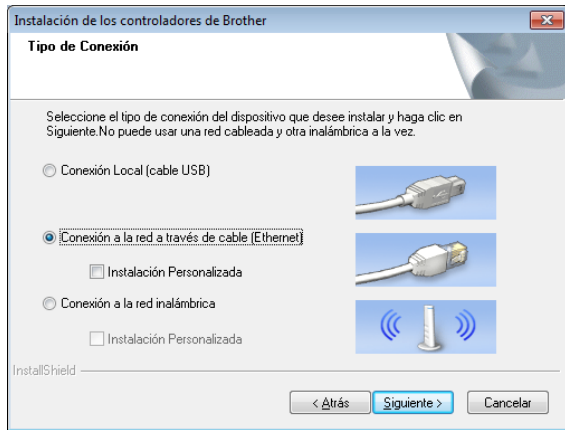 Instalación de los controladores de Brother
Tipo de Conexión
Seleccione el tipo de conexión del dispositivo que desee instalar y haga clic en
Siguiente.No puede usar una red cableada y otra inalámbrica a la vez.
Conexión Local (cable USB)
Conexión a la red a través de cable (Ethernet)
Instalación Personalizada
Conexión a la red inalámbrica
Instalación Personalizada
InstallShield
< Atrás Siguiente > Cancelar